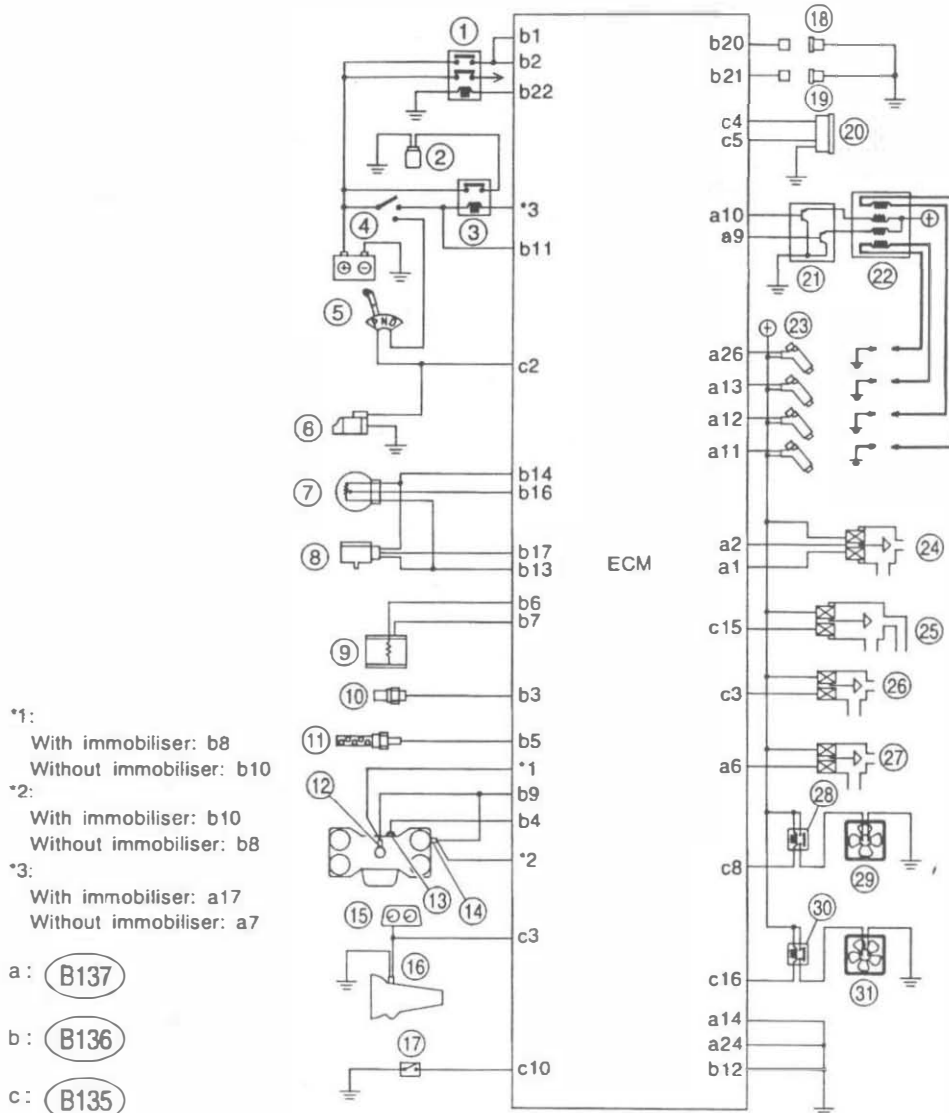 *1:
With immobiliser: b8
Without immobiliser: b10
*2:
With immobiliser: b10
Without immobiliser: b8
*3:
With immobiliser: a17
Without immobiliser: a7
a: B137
b: B136
c: B135
1
2
3
4
5
P N D
6
7
8
9
10
11
12
13
14
15
16
17
b1
b2
b22
*3
b11
c2
b14
b16
b17
b13
b6
b7
b3
b5
*1
b9
b4
*2
c3
c10
ECM
b20
b21
c4
c5
a10
a9
a26
a13
a12
a11
a2
a1
c15
c3
a6
c8
c16
a14
a24
b12
18
19
20
21
22
23
24
25
26
27
28
29
30
31